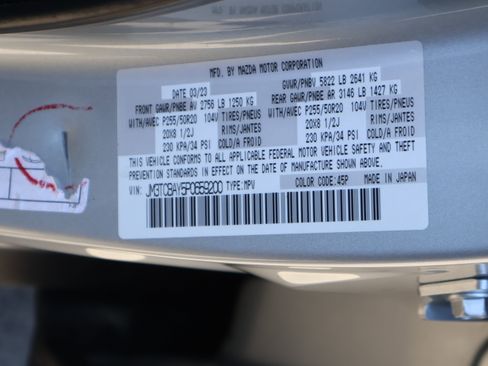 MFD. BY MAZDA MOTOR CORPORATION
DATE 03/23 GVWR/PNBV 5822 LB 2641 KG
FRONT GAWR/PNBE AV 2756 LB 1250 KG REAR GAWR/PNBE AR 3146 LB 1427 KG
WITH/AVEC P255/50R20 104V TIRES/PNEUS WITH/AVEC P255/50R20 104V TIRES/PNEUS
20X8 1/2J RIMS/JANTES 20X8 1/2J RIMS/JANTES
230 KPA/34 PSI COLD/A FROID 230 KPA/34 PSI COLD/A FROID
THIS VEHICLE CONFORMS TO ALL APPLICABLE FEDERAL MOTOR VEHICLE SAFETY AND THEFT
PREVENTION STANDARDS IN EFFECT ON THE DATE OF MANUFACTURE SHOWN ABOVE.
VIN: JM3TCBAY5P0659200 TYPE:MPV COLOR CODE:45P MADE IN JAPAN